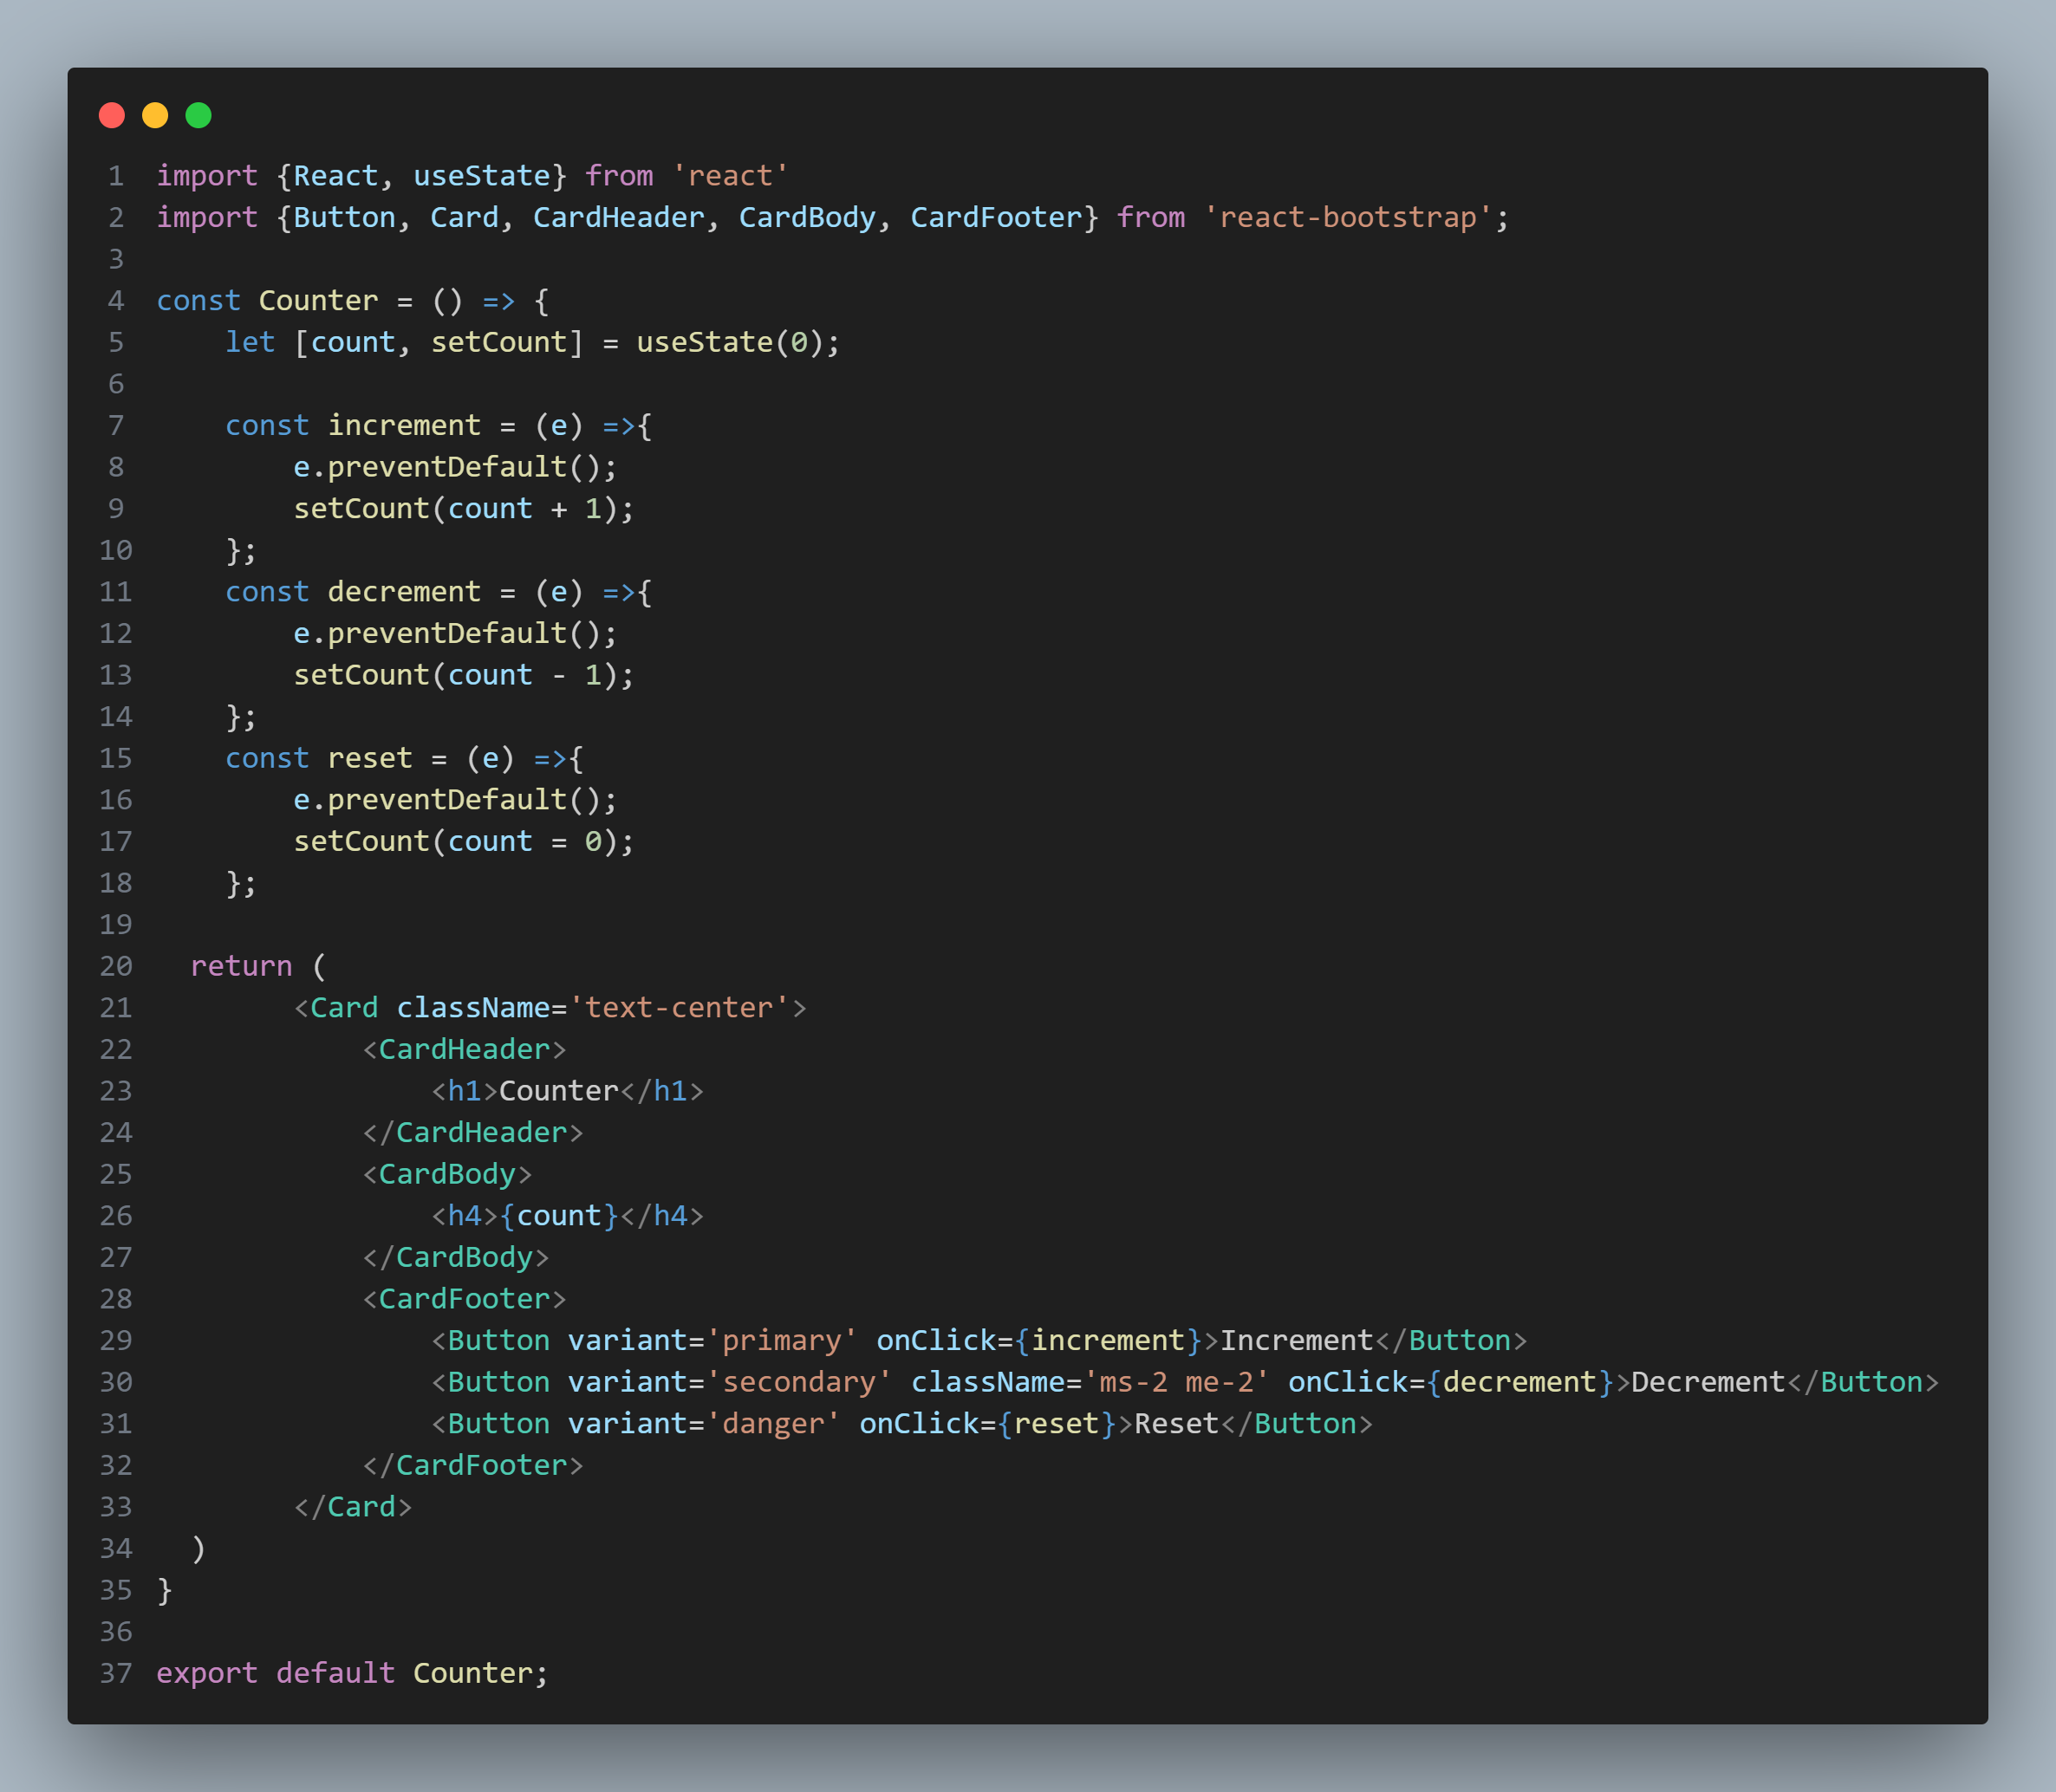 1 import {React, useState} from 'react'
2 import {Button, Card, CardHeader, CardBody, CardFooter} from 'react-bootstrap';
3
4 const Counter = () => {
5     let [count, setCount] = useState(0);
6
7     const increment = (e) =>{
8         e.preventDefault();
9         setCount(count + 1);
10     };
11     const decrement = (e) =>{
12         e.preventDefault();
13         setCount(count - 1);
14     };
15     const reset = (e) =>{
16         e.preventDefault();
17         setCount(count = 0);
18     };
19
20   return (
21         <Card className='text-center'>
22             <CardHeader>
23                 <h1>Counter</h1>
24             </CardHeader>
25             <CardBody>
26                 <h4>{count}</h4>
27             </CardBody>
28             <CardFooter>
29                 <Button variant='primary' onClick={increment}>Increment</Button>
30                 <Button variant='secondary' className='ms-2 me-2' onClick={decrement}>Decrement</Button>
31                 <Button variant='danger' onClick={reset}>Reset</Button>
32             </CardFooter>
33         </Card>
34   )
35 }
36
37 export default Counter;